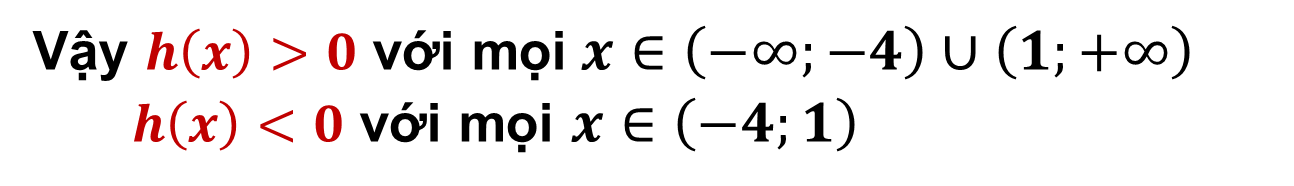 Vậy h(x) > 0 với mọi x ∈ (−∞; −4) ∪ (1; +∞)
h(x) < 0 với mọi x ∈ (−4; 1)